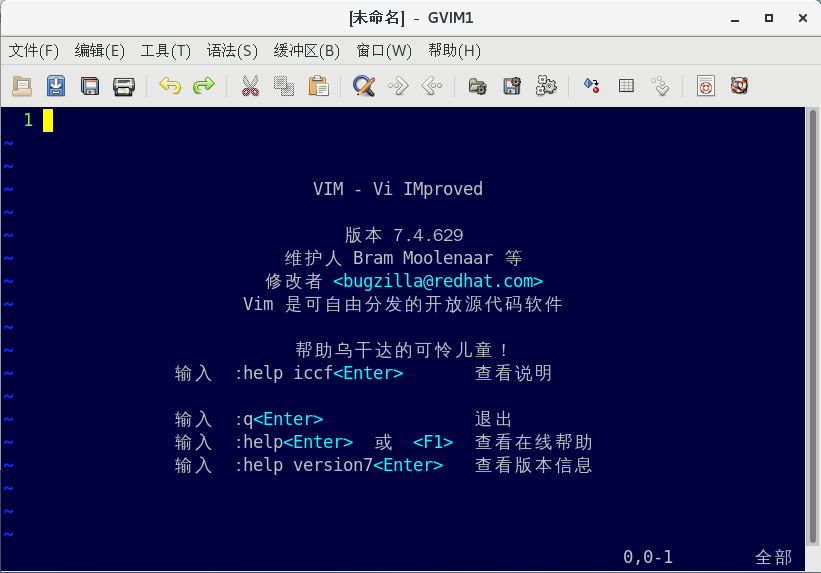 [未命名] - GVIM1
文件(F) 编辑(E) 工具(T) 语法(S) 缓冲区(B) 窗口(W) 帮助(H)
1
~
~
~ VIM - Vi IMproved
~
~ 版本 7.4.629
~ 维护人 Bram Moolenaar 等
~ 修改者 <bugzilla@redhat.com>
~ Vim 是可自由分发的开放源代码软件
~
~ 帮助乌干达的可怜儿童！
~ 输入 :help iccf<Enter> 查看说明
~
~ 输入 :q<Enter> 退出
~ 输入 :help<Enter> 或 <F1> 查看在线帮助
~ 输入 :help version7<Enter> 查看版本信息
~
~
~
0,0-1 全部